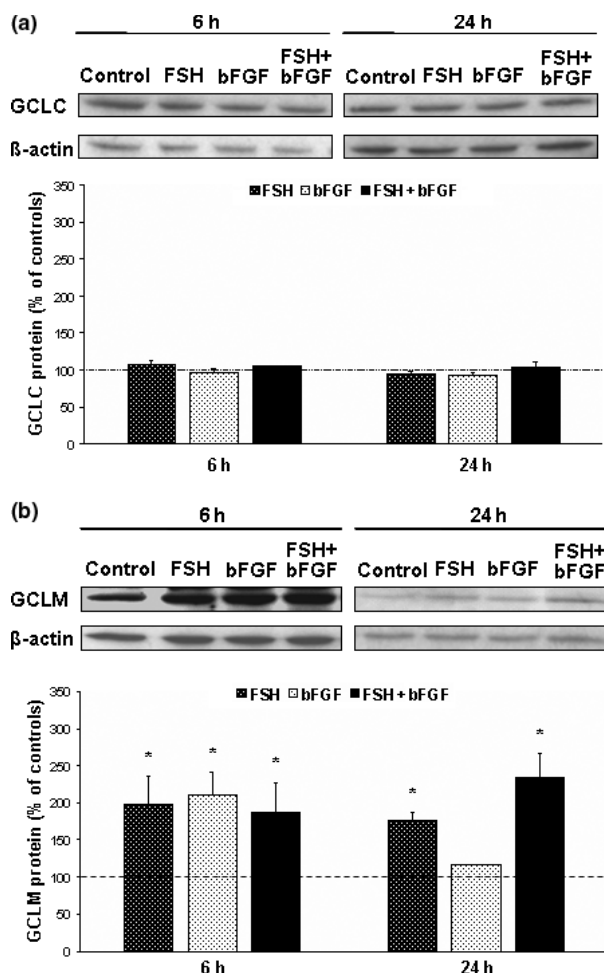 (a)
6 h
24 h
Control FSH bFGF FSH+ bFGF
Control FSH bFGF FSH+ bFGF
GCLC
ß-actin
FSH bFGF FSH + bFGF
GCLC protein (% of controls)
350
300
250
200
150
100
50
0
6 h
24 h
(b)
6 h
24 h
Control FSH bFGF FSH+ bFGF
Control FSH bFGF FSH+ bFGF
GCLM
β-actin
FSH bFGF FSH + bFGF
GCLM protein (% of controls)
350
300
250
200
150
100
50
0
* * * * *
6 h
24 h